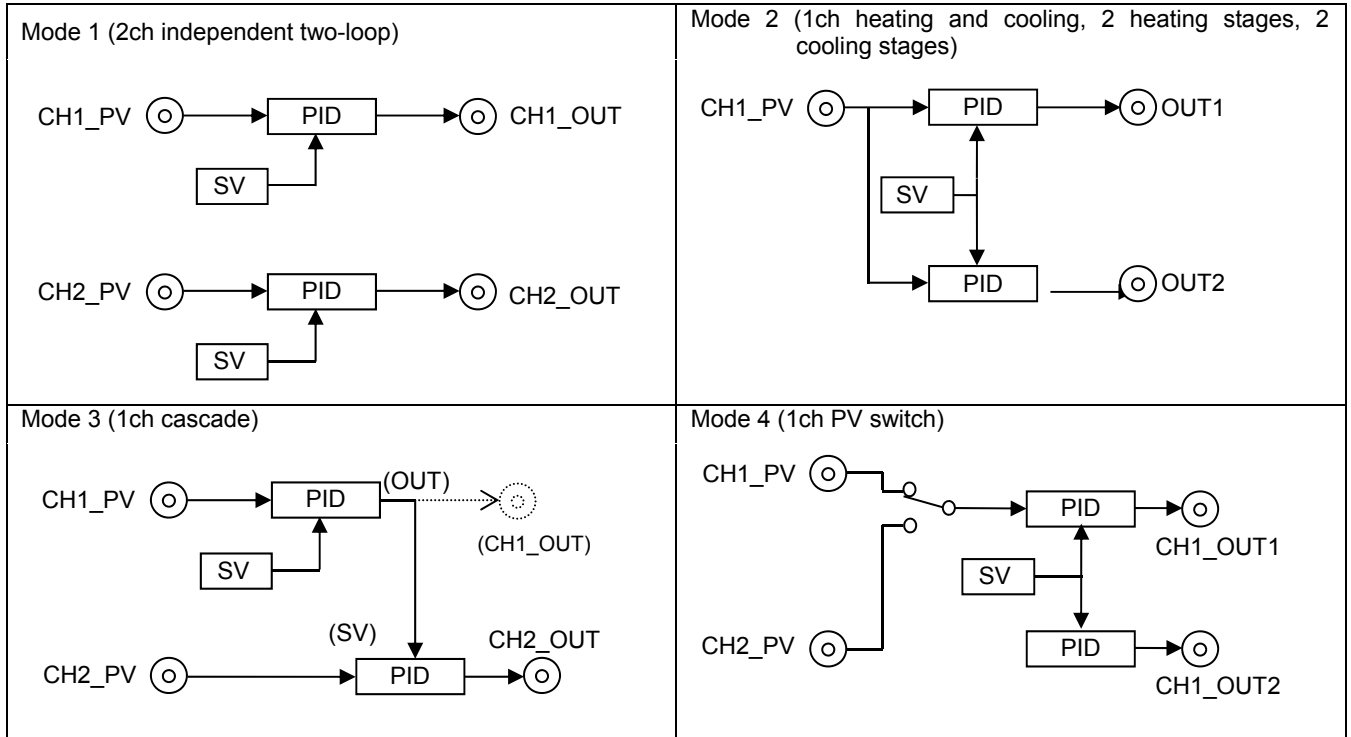 Mode 1 (2ch independent two-loop)
CH1_PV
PID
CH1_OUT
SV
CH2_PV
PID
CH2_OUT
SV
Mode 2 (1ch heating and cooling, 2 heating stages, 2
cooling stages)
CH1_PV
PID
OUT1
SV
PID
OUT2
Mode 3 (1ch cascade)
CH1_PV
PID
(OUT)
(CH1_OUT)
SV
(SV)
CH2_OUT
CH2_PV
PID
Mode 4 (1ch PV switch)
CH1_PV
PID
CH1_OUT1
SV
CH2_PV
PID
CH1_OUT2